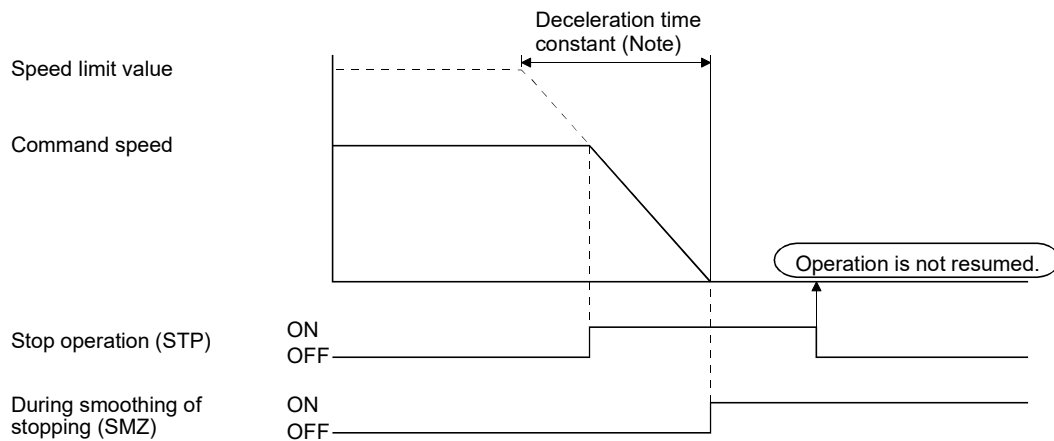 Deceleration time
constant (Note)
Speed limit value
Command speed
Operation is not resumed.
Stop operation (STP)
ON
OFF
During smoothing of
stopping (SMZ)
ON
OFF